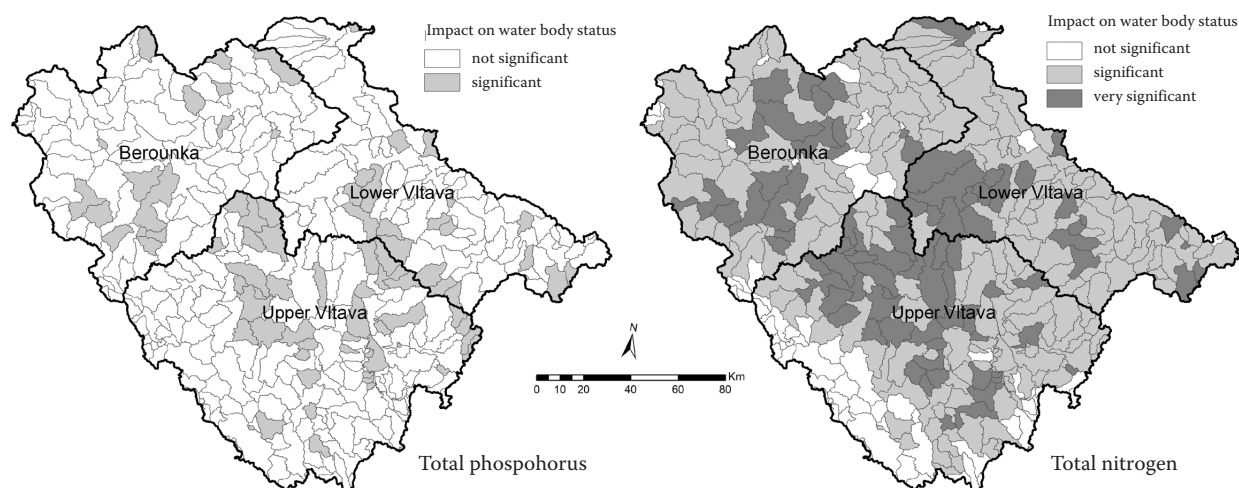 Impact on water body status
not significant
significant
Berounka
Lower Vltava
Upper Vltava
Total phospohorus
N
Km
0 10 20 40 60 80
Impact on water body status
not significant
significant
very significant
Berounka
Lower Vltava
Upper Vltava
Total nitrogen